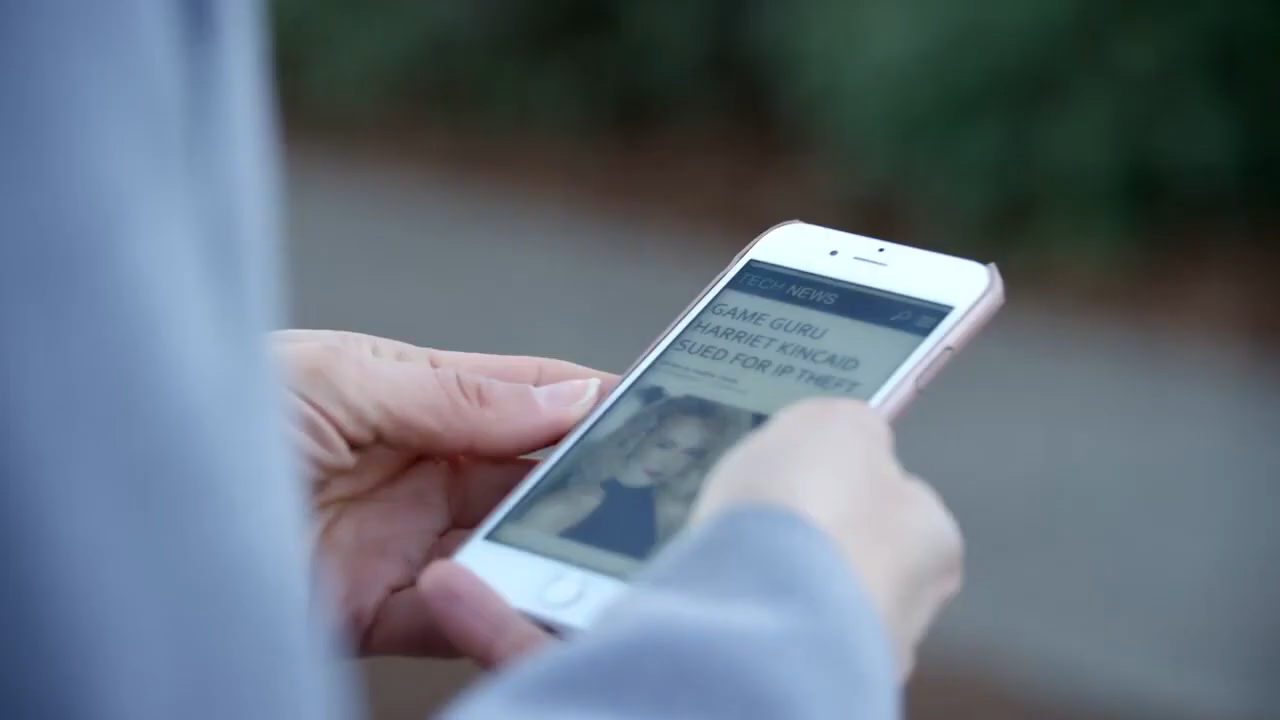 TECH NEWS
GAME GURU
HARRIET KINCAID
SUED FOR IP THEFT